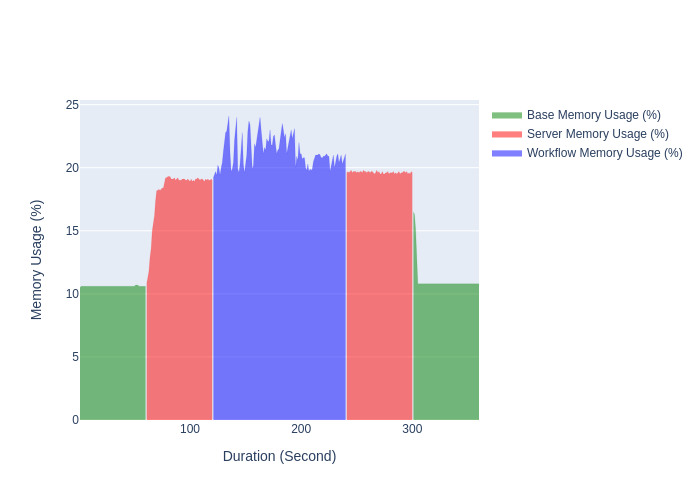 25
20
15
10
5
0
Memory Usage (%)
100
200
300
Duration (Second)
Base Memory Usage (%)
Server Memory Usage (%)
Workflow Memory Usage (%)